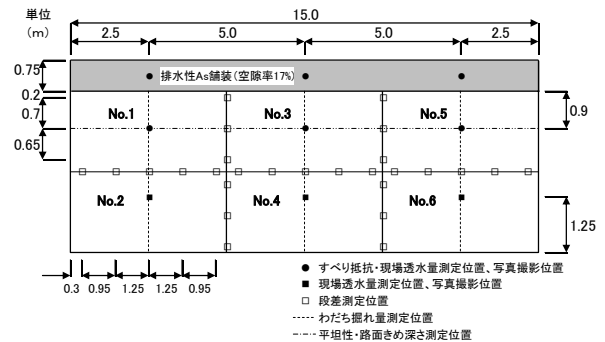 単位
(m)
15.0
2.5
5.0
5.0
2.5
0.75
排水性As舗装(空隙率17%)
0.2
0.7
No.1
No.3
No.5
0.9
0.65
No.2
No.4
No.6
1.25
0.3
0.95
1.25
1.25
0.95
すべり抵抗・現場透水量測定位置、写真撮影位置
現場透水量測定位置、写真撮影位置
段差測定位置
わだち掘れ量測定位置
平坦性・路面きめ深さ測定位置